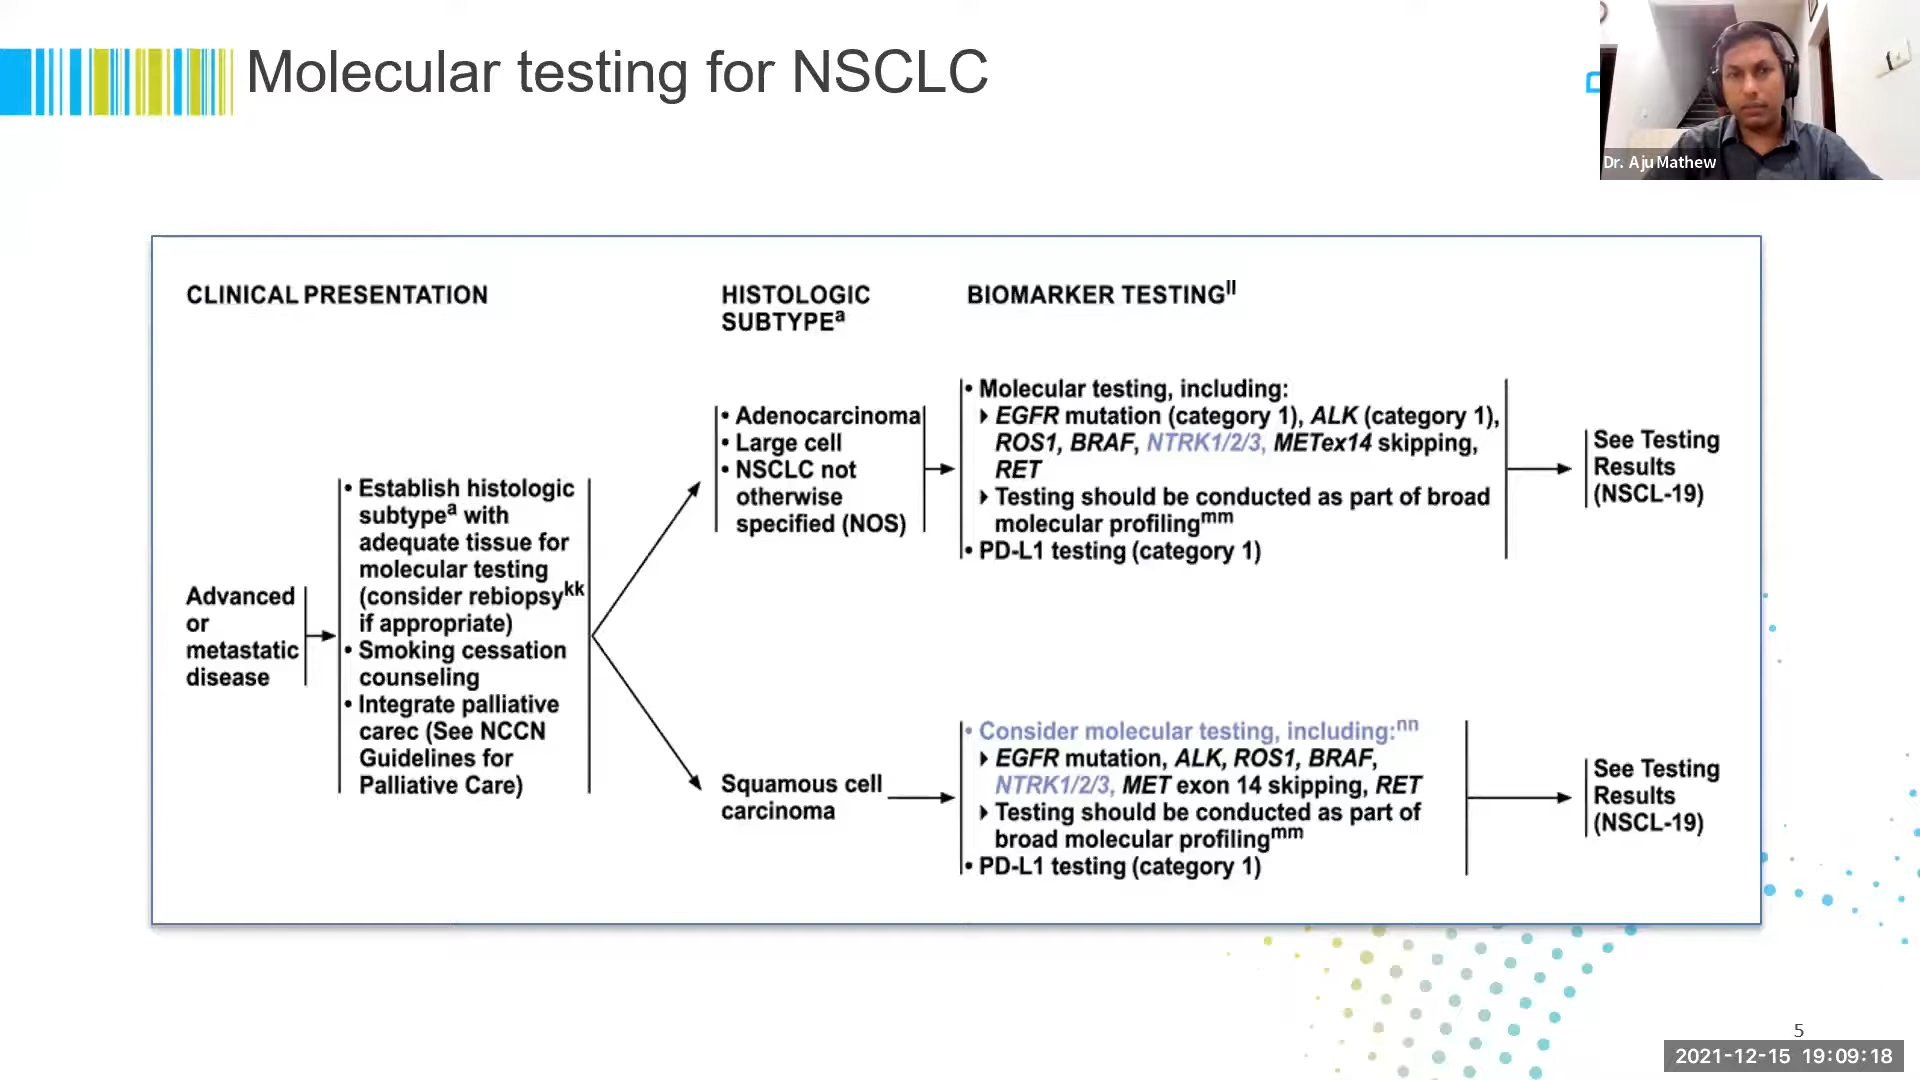 Molecular testing for NSCLC
Dr. Aju Mathew
CLINICAL PRESENTATION
HISTOLOGIC
SUBTYPEa
BIOMARKER TESTINGll
Advanced
or
metastatic
disease
• Establish histologic
subtypea with
adequate tissue for
molecular testing
(consider rebiopsykk
if appropriate)
• Smoking cessation
counseling
• Integrate palliative
carec (See NCCN
Guidelines for
Palliative Care)
• Adenocarcinoma
• Large cell
• NSCLC not
otherwise
specified (NOS)
• Molecular testing, including:
EGFR mutation (category 1), ALK (category 1),
ROS1, BRAF, NTRK1/2/3, METex14 skipping,
RET
Testing should be conducted as part of broad
molecular profilingmm
• PD-L1 testing (category 1)
See Testing
Results
(NSCL-19)
Squamous cell
carcinoma
• Consider molecular testing, including:nn
EGFR mutation, ALK, ROS1, BRAF,
NTRK1/2/3, MET exon 14 skipping, RET
Testing should be conducted as part of
broad molecular profilingmm
• PD-L1 testing (category 1)
See Testing
Results
(NSCL-19)
5
2021-12-15 19:09:18